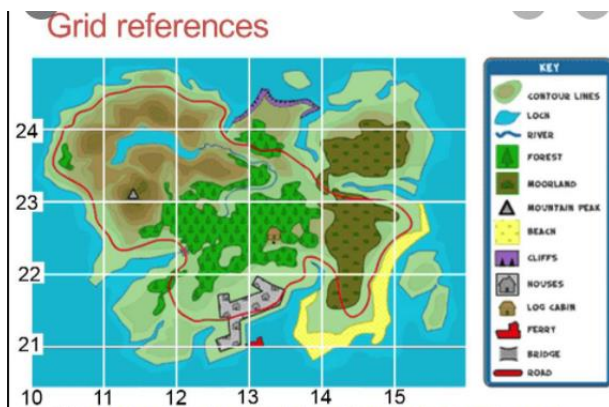 Grid references
KEY
CONTOUR LINES
LOCH
RIVER
FOREST
MOORLAND
MOUNTAIN PEAK
BEACH
CLIFFS
HOUSES
LOG CABIN
FERRY
BRIDGE
ROAD
24
23
22
21
10 11 12 13 14 15